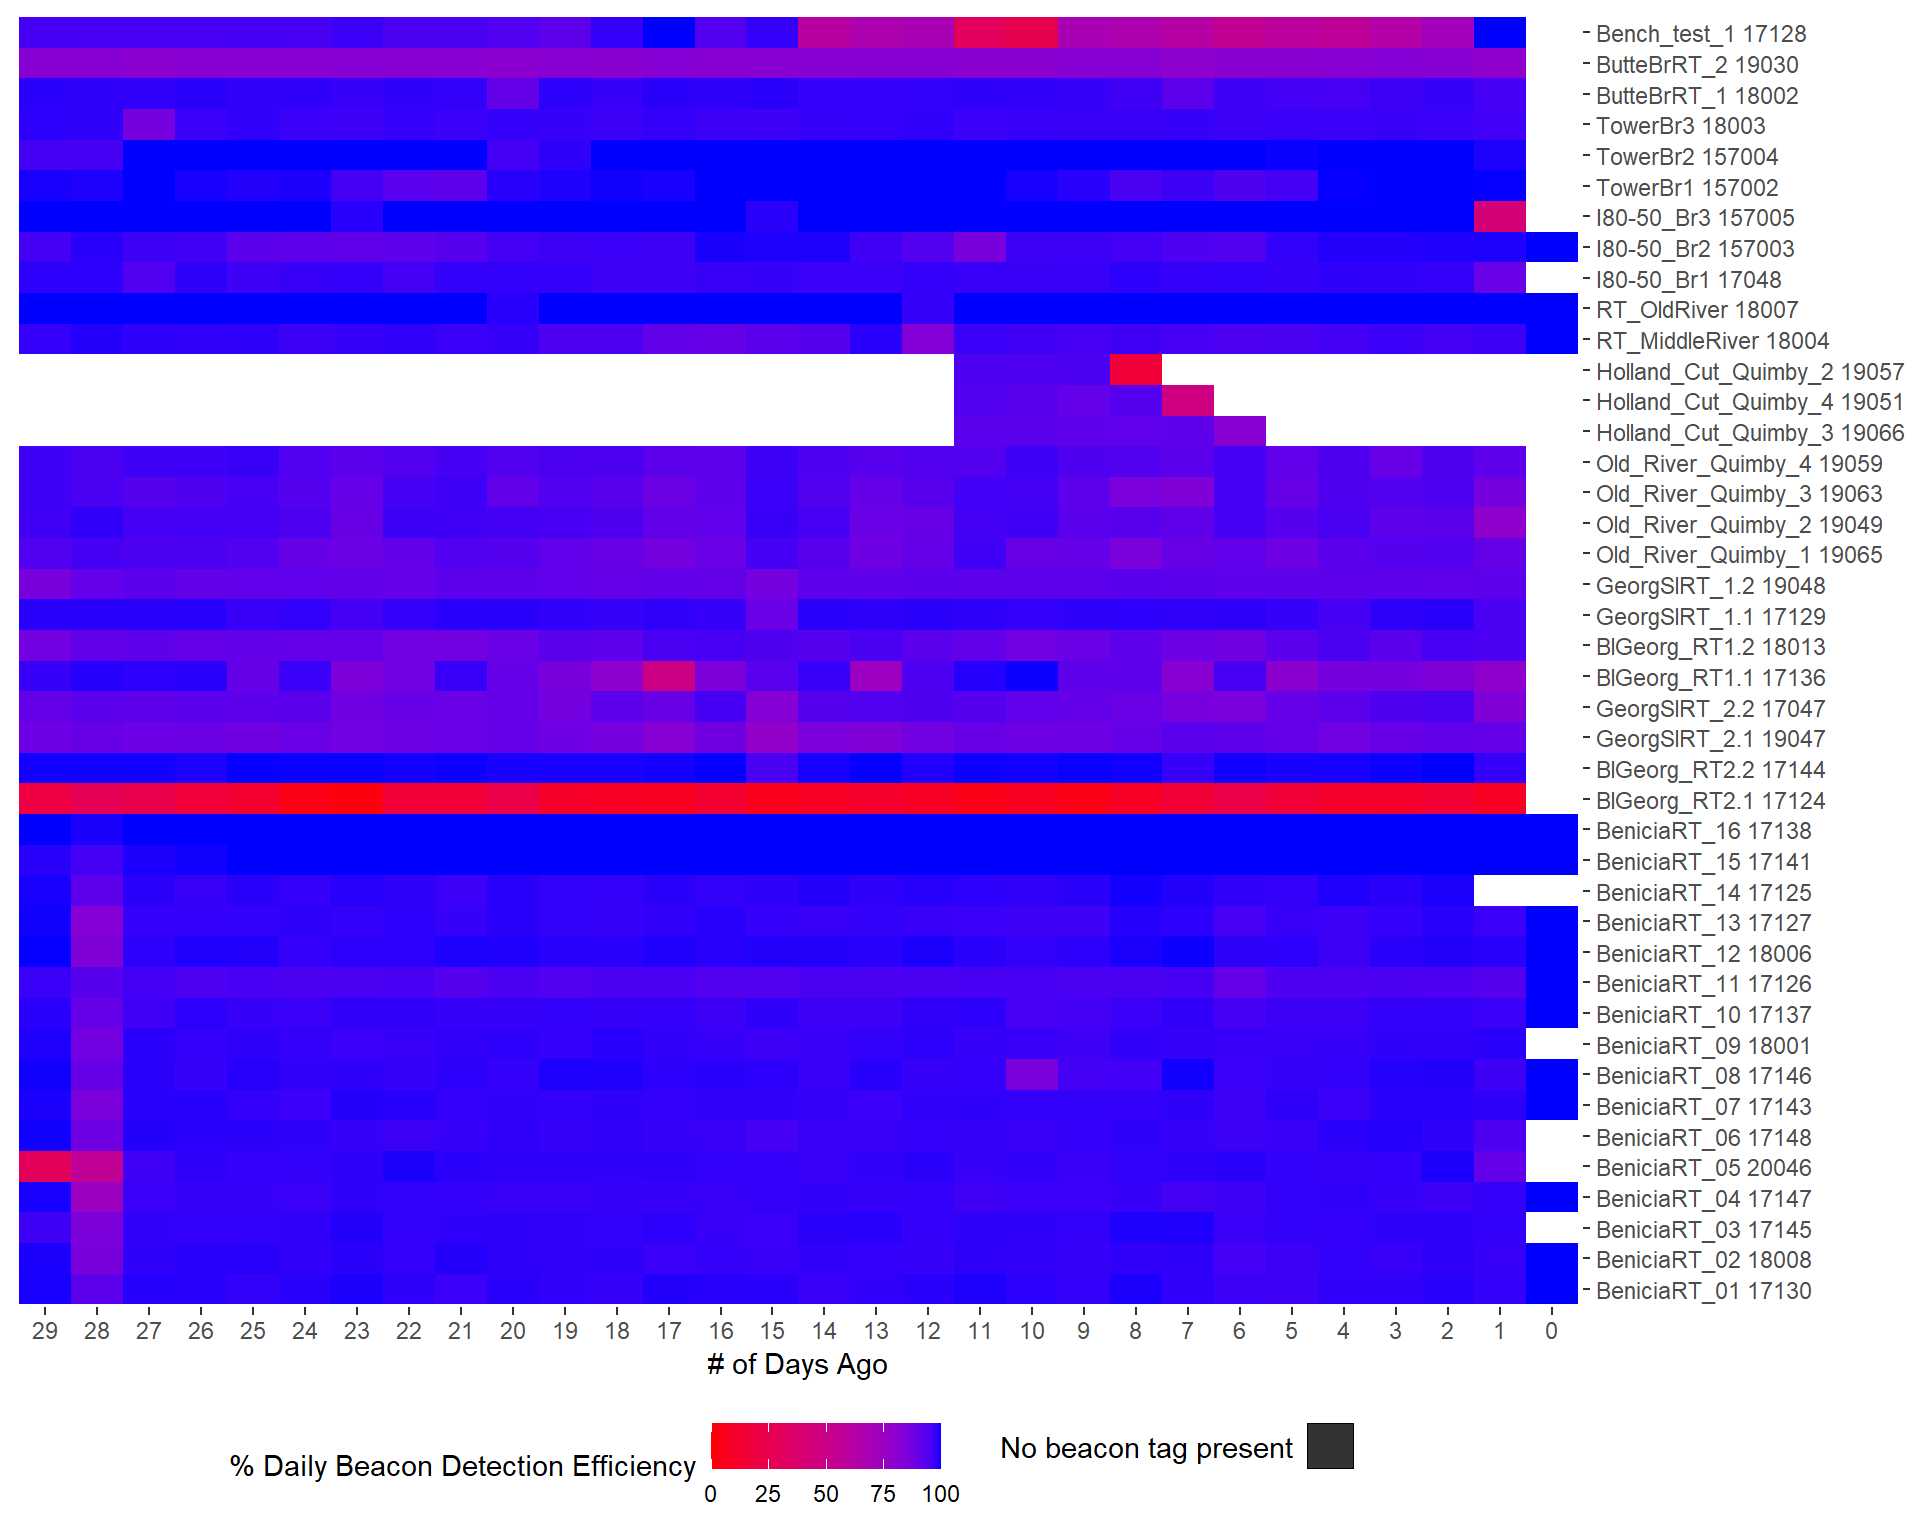 Bench_test_1 17128
ButteBrRT_2 19030
ButteBrRT_1 18002
TowerBr3 18003
TowerBr2 157004
TowerBr1 157002
I80-50_Br3 157005
I80-50_Br2 157003
I80-50_Br1 17048
RT_OldRiver 18007
RT_MiddleRiver 18004
Holland_Cut_Quimby_2 19057
Holland_Cut_Quimby_4 19051
Holland_Cut_Quimby_3 19066
Old_River_Quimby_4 19059
Old_River_Quimby_3 19063
Old_River_Quimby_2 19049
Old_River_Quimby_1 19065
GeorgSlRT_1.2 19048
GeorgSlRT_1.1 17129
BlGeorg_RT1.2 18013
BlGeorg_RT1.1 17136
GeorgSlRT_2.2 17047
GeorgSlRT_2.1 19047
BlGeorg_RT2.2 17144
BlGeorg_RT2.1 17124
BeniciaRT_16 17138
BeniciaRT_15 17141
BeniciaRT_14 17125
BeniciaRT_13 17127
BeniciaRT_12 18006
BeniciaRT_11 17126
BeniciaRT_10 17137
BeniciaRT_09 18001
BeniciaRT_08 17146
BeniciaRT_07 17143
BeniciaRT_06 17148
BeniciaRT_05 20046
BeniciaRT_04 17147
BeniciaRT_03 17145
BeniciaRT_02 18008
BeniciaRT_01 17130
29 28 27 26 25 24 23 22 21 20 19 18 17 16 15 14 13 12 11 10 9 8 7 6 5 4 3 2 1 0
# of Days Ago
% Daily Beacon Detection Efficiency
0 25 50 75 100
No beacon tag present